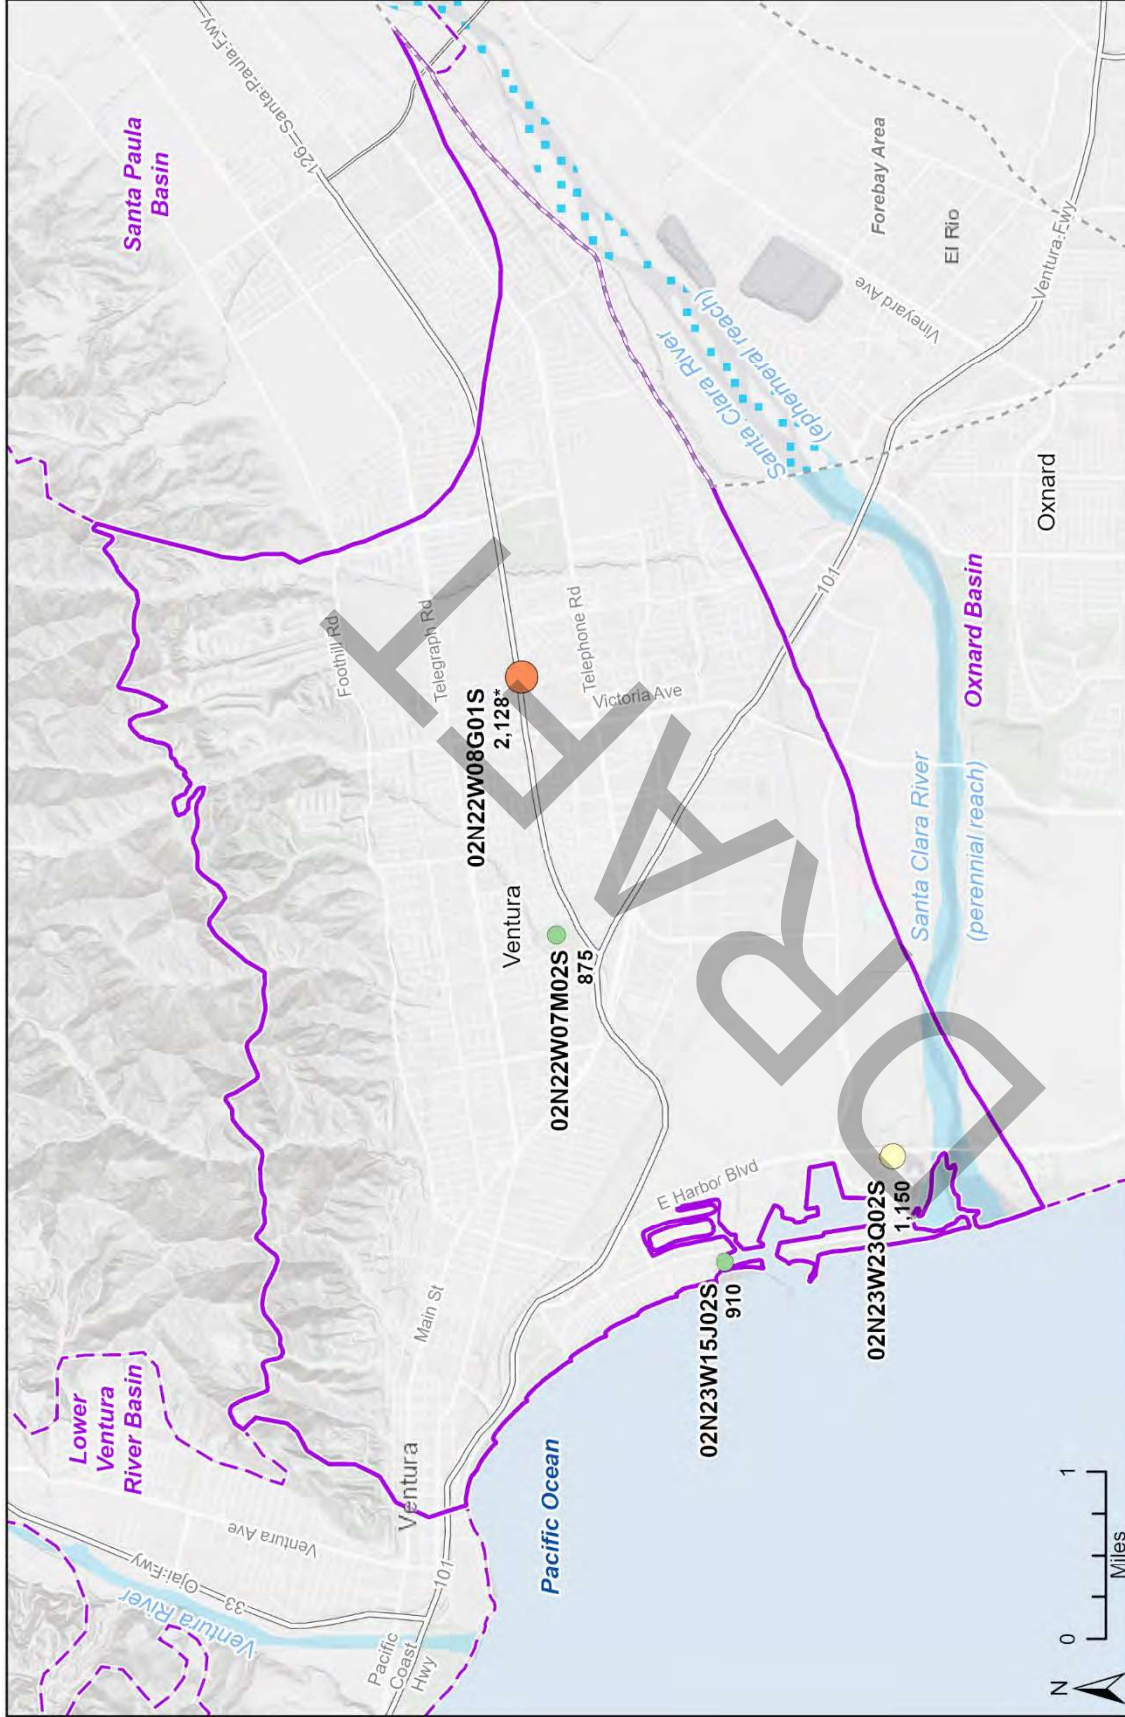 Santa Paula
Basin
126
Santa Paula Fwy
Lower
Ventura
River Basin
Ventura River
33
Ojai Fwy
Ventura Ave
Pacific
Coast
Hwy
101
Ventura
Main St
Foothill Rd
Telegraph Rd
Telephone Rd
Victoria Ave
02N22W08G01S
2,128*
Ventura
02N22W07M02S
875
E Harbor Blvd
02N23W15J02S
910
02N23W23Q02S
1,150
Pacific Ocean
Santa Clara River
(perennial reach)
Santa Clara River
(ephemeral reach)
101
Vineyard Ave
Forebay Area
El Rio
Ventura Fwy
Oxnard
Oxnard Basin
DRAFT
N
0
1
Miles